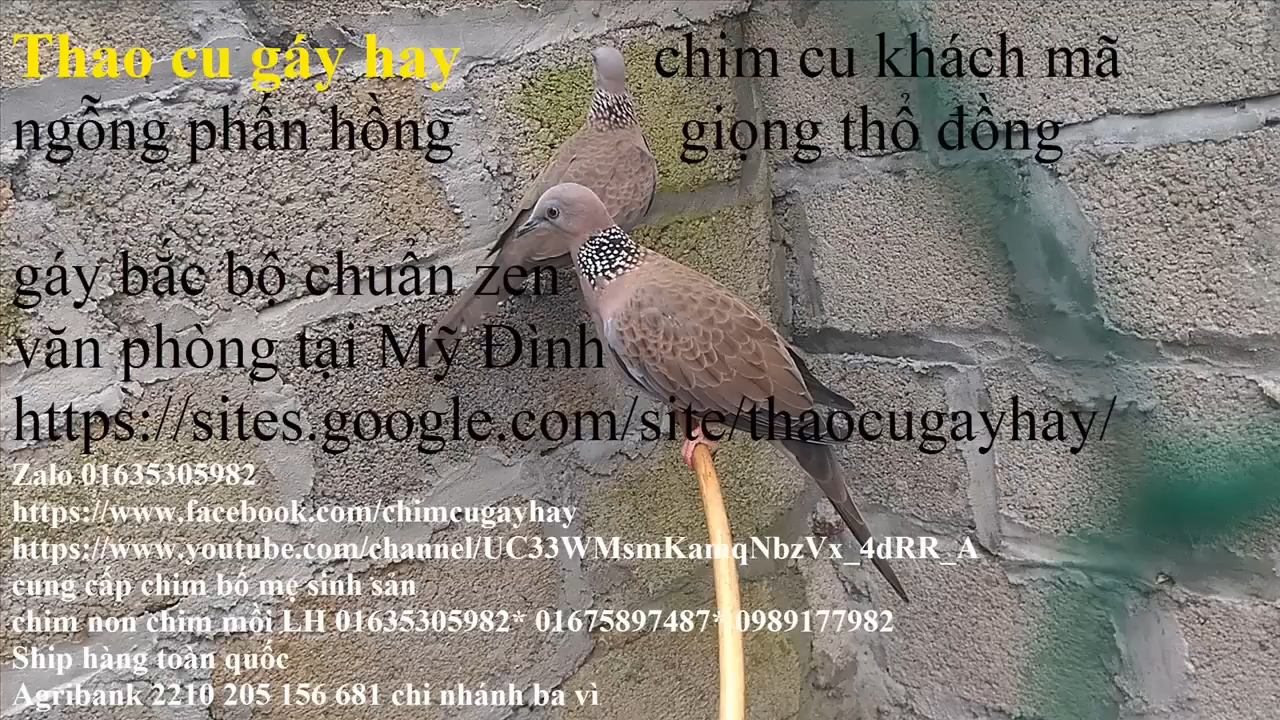 Thao cu gáy hay chim cu khách mã
ngỗng phấn hồng giọng thổ đồng
gáy bắc bộ chuẩn zen
văn phòng tại Mỹ Đình
https://sites.google.com/site/thaocugayhay/
Zalo 01635305982
https://www.facebook.com/chimcugayhay
https://www.youtube.com/channel/UC33WMsmKamqNbzVx_4dRR_A
cung cấp chim bố mẹ sinh sản
chim non chim mồi LH 01635305982* 01675897487* 0989177982
Ship hàng toàn quốc
Agribank 2210 205 156 681 chi nhánh ba vì